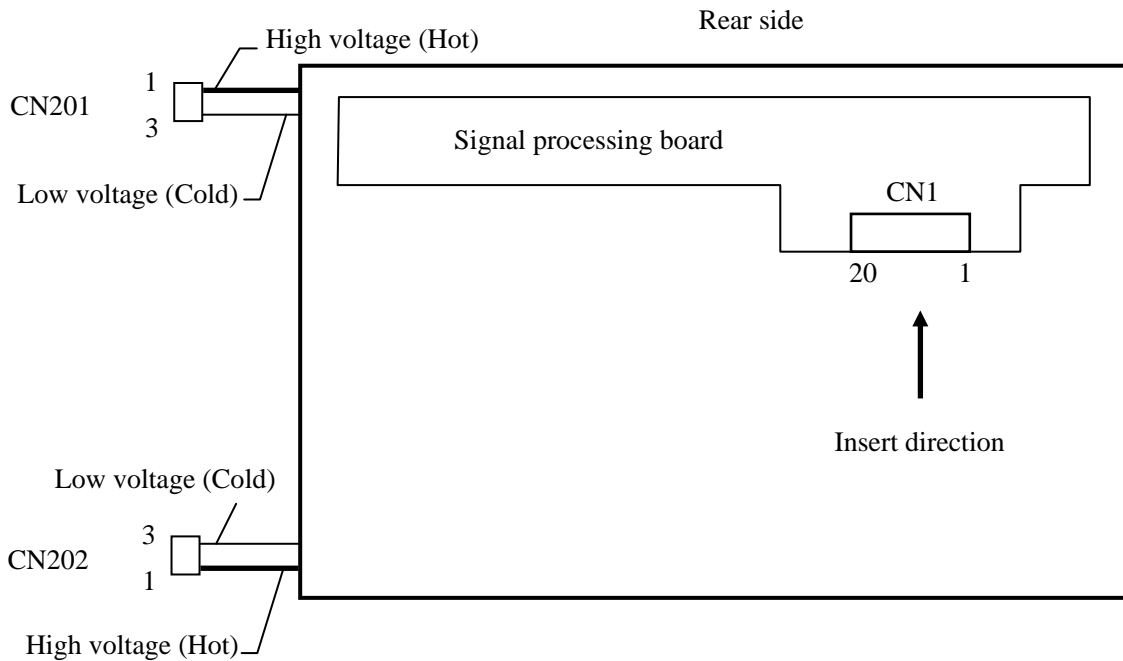 Rear side
High voltage (Hot)
1
CN201
3
Signal processing board
Low voltage (Cold)
CN1
20 1
Insert direction
Low voltage (Cold)
3
CN202
1
High voltage (Hot)